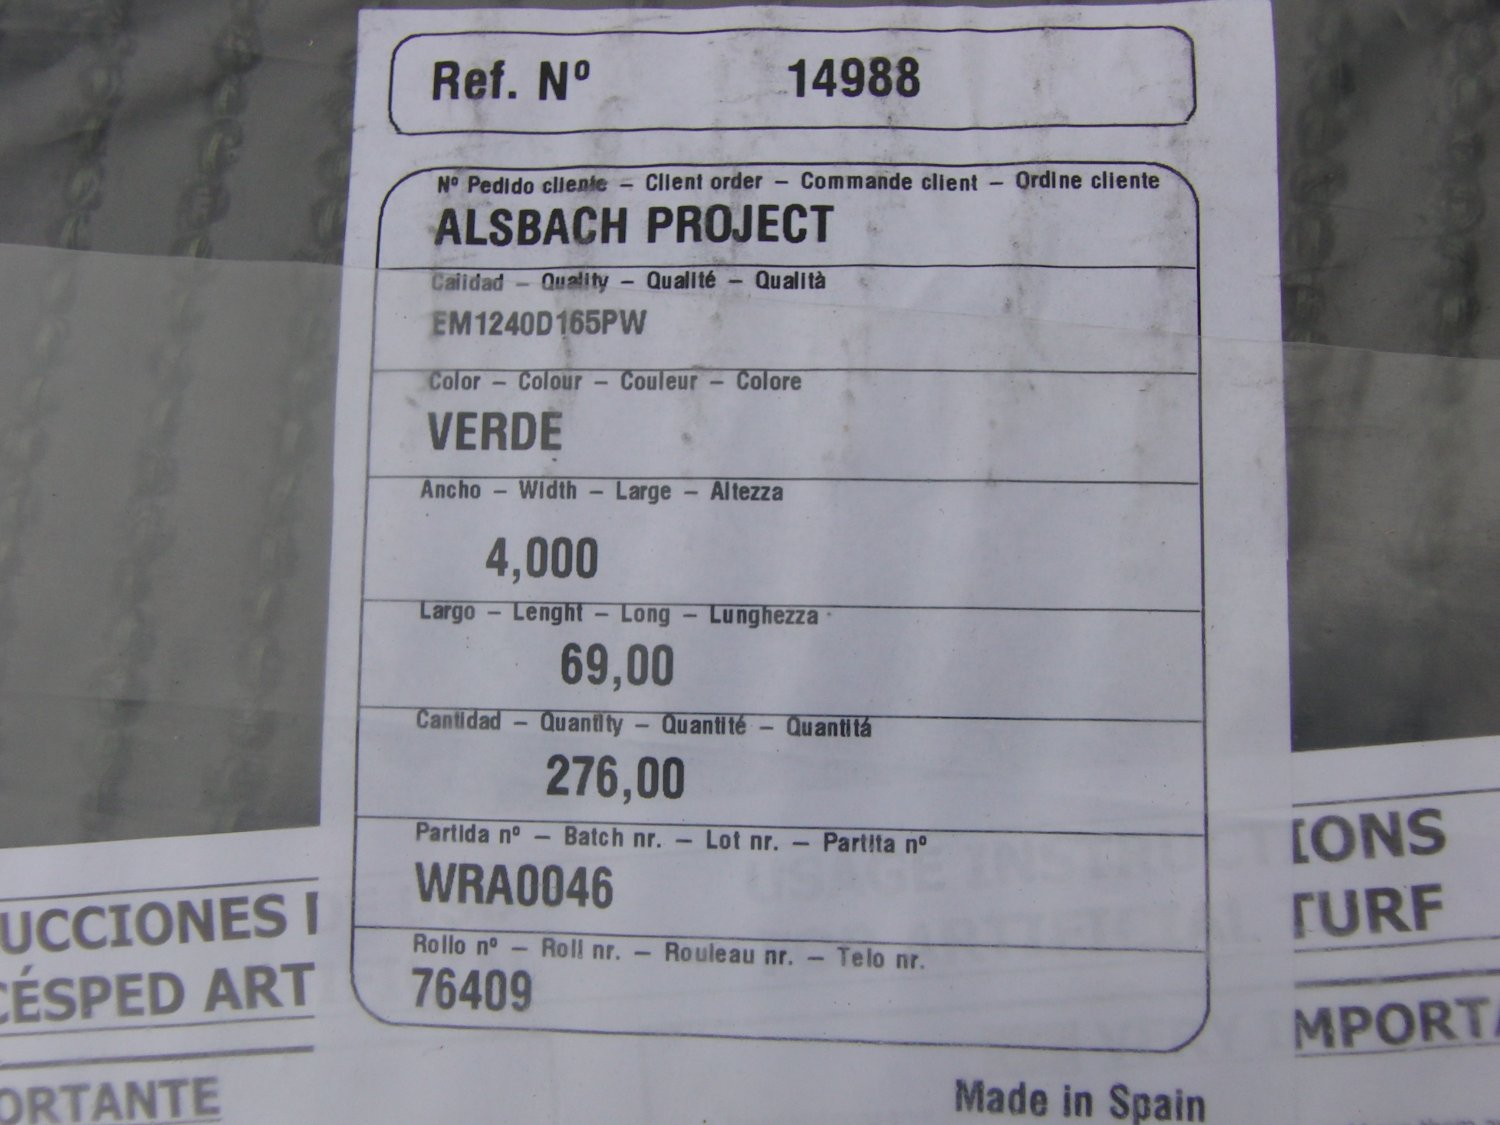 Ref. Nº 14988
Nº Pedido cliente – Client order – Commande client – Ordine cliente
ALSBACH PROJECT
Calidad – Quality – Qualité – Qualità
EM1240D165PW
Color – Colour – Couleur – Colore
VERDE
Ancho – Width – Large – Altezza
4,000
Largo – Lenght – Long – Lunghezza
69,00
Cantidad – Quantity – Quantité – Quantitá
276,00
Partida nº – Batch nr. – Lot nr. – Partita nº
WRA0046
Rollo nº – Roll nr. – Rouleau nr. – Telo nr.
76409
Made in Spain
UCCIONES
CÉSPED ART
ORTANTE
USAGE INSTRUCTIONS
ARTIFICIAL TURF
MPORTA